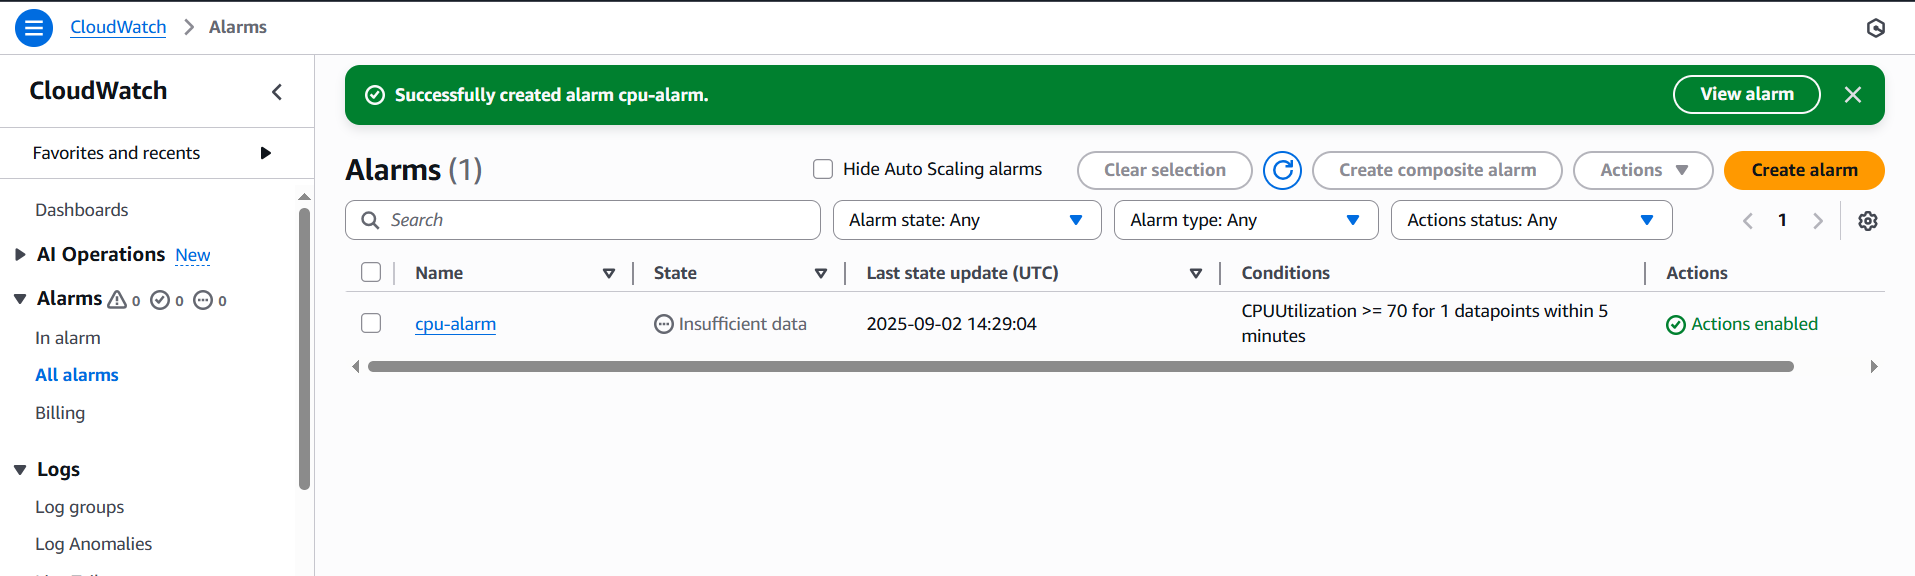 CloudWatch > Alarms
CloudWatch
Favorites and recents
Dashboards
AI Operations New
Alarms 0 0 0
In alarm
All alarms
Billing
Logs
Log groups
Log Anomalies
Successfully created alarm cpu-alarm.
View alarm
Alarms (1)
Hide Auto Scaling alarms
Clear selection
Create composite alarm
Actions
Create alarm
Search
Alarm state: Any
Alarm type: Any
Actions status: Any
1
Name State Last state update (UTC) Conditions Actions
cpu-alarm Insufficient data 2025-09-02 14:29:04 CPUUtilization >= 70 for 1 datapoints within 5
minutes
Actions enabled